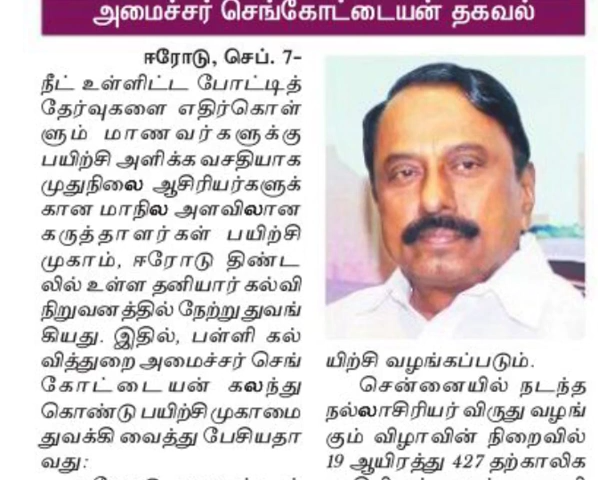 அமைச்சர் செங்கோட்டையன் தகவல்
ஈரோடு, செப். 7-
நீட் உள்ளிட்ட போட்டித்
தேர்வுகளை எதிர்கொள்
ளும் மாணவர்களுக்கு
பயிற்சி அளிக்க வசதியாக
முதுநிலை ஆசிரியர்களுக்
கான மாநில அளவிலான
கருத்தாளர்கள் பயிற்சி
முகாம், ஈரோடு திண்ட
லில் உள்ள தனியார் கல்வி
நிறுவனத்தில் நேற்று துவங்
கியது. இதில், பள்ளி கல்
வித்துறை அமைச்சர் செங்
கோட்டையன் கலந்து
கொண்டு பயிற்சி முகாமை
துவக்கி வைத்து பேசியதா
வது:
யிற்சி வழங்கப்படும்.
சென்னையில் நடந்த
நல்லாசிரியர் விருது வழங்
கும் விழாவின் நிறைவில்
19 ஆயிரத்து 427 தற்காலிக